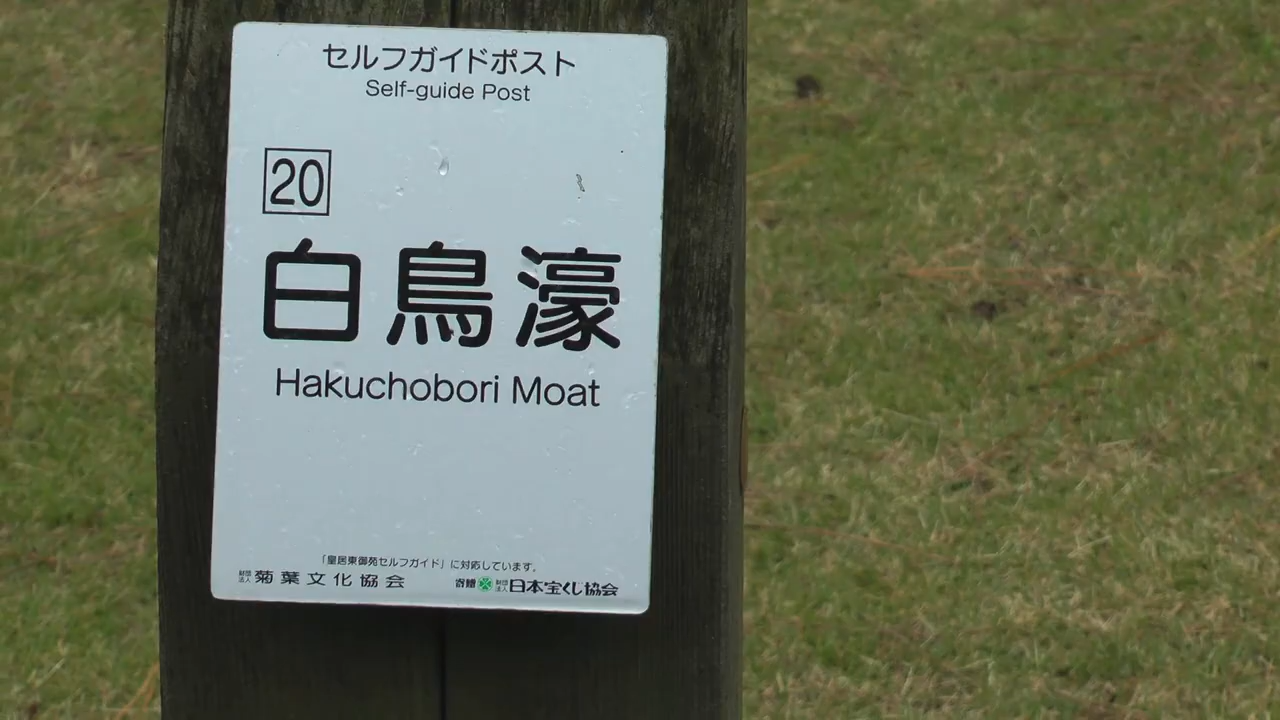 セルフガイドポスト
Self-guide Post
20
白鳥濠
Hakuchobori Moat
「皇居東御苑セルフガイド」に対応しています。
財団法人 菊葉文化協会 寄贈 財団法人 日本宝くじ協会